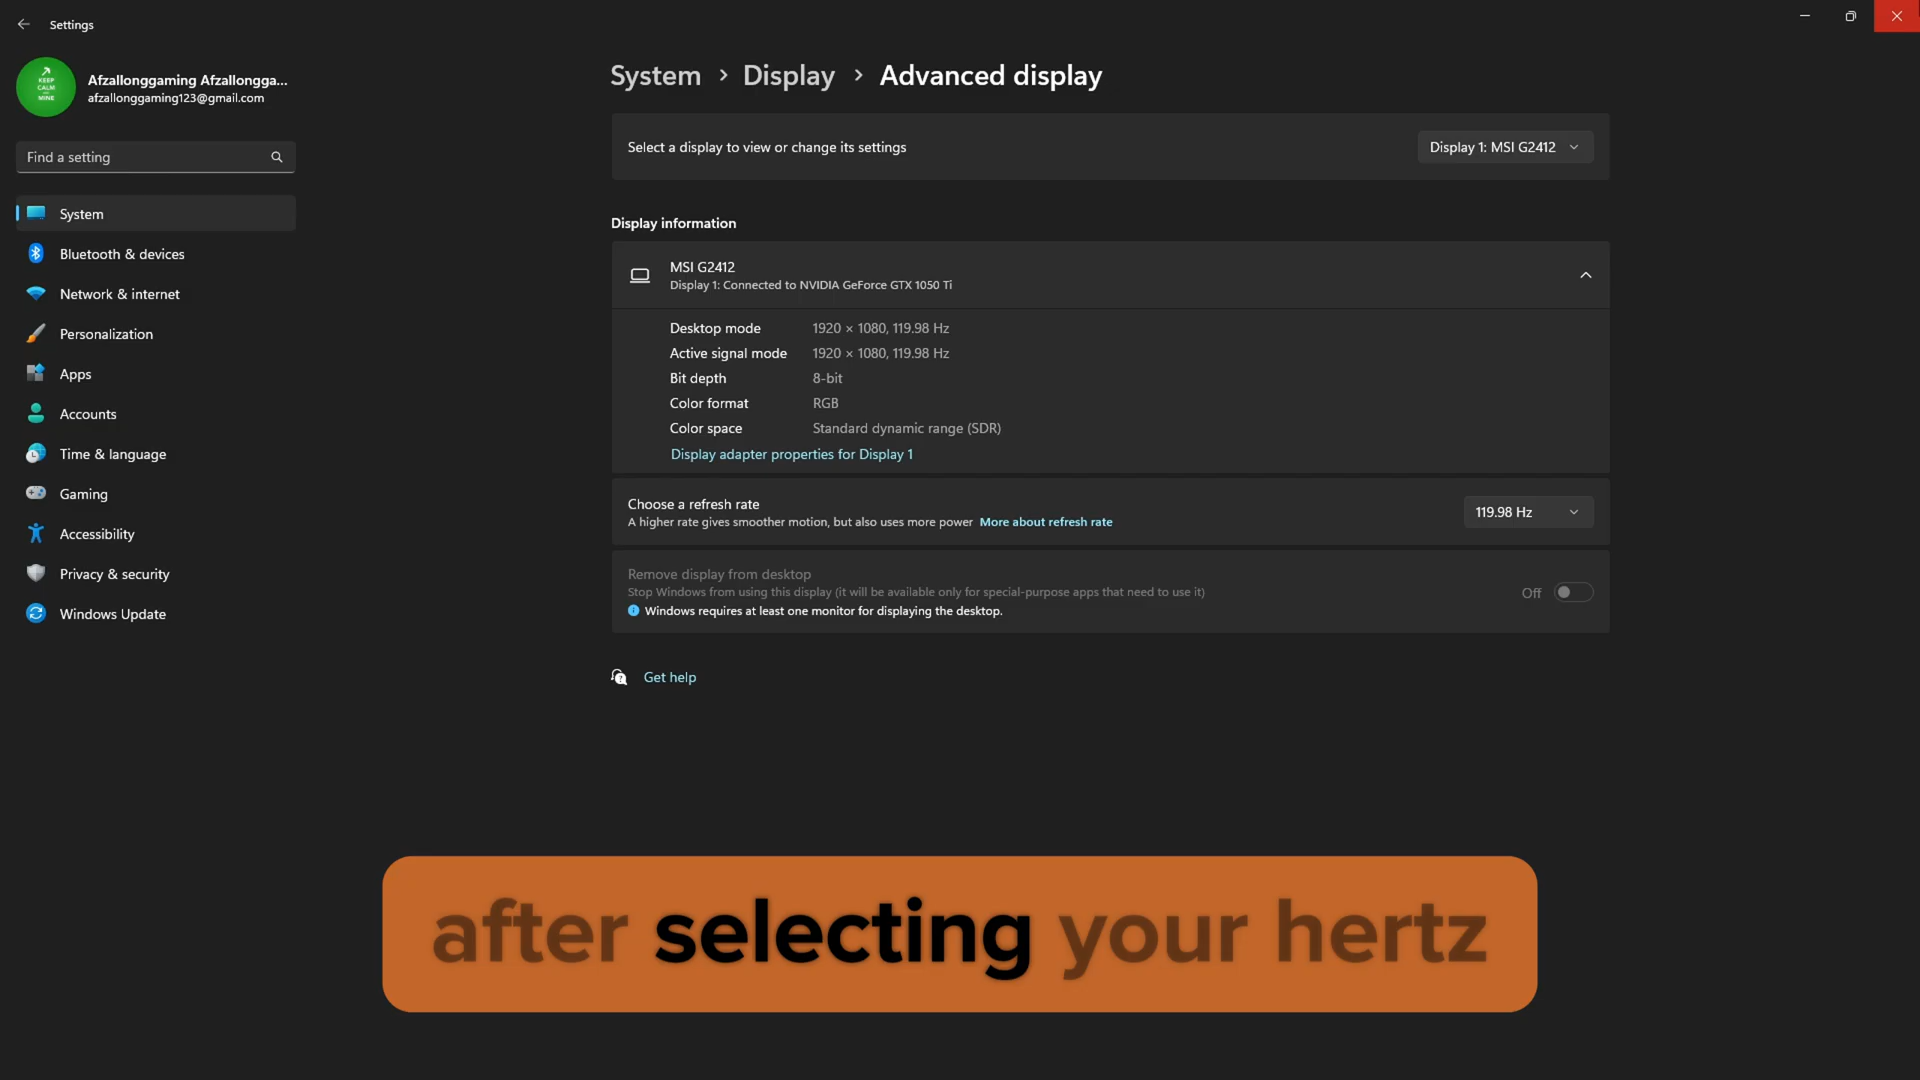 Settings
KEEP
CALM
MINE
Afzallonggaming Afzallongga...
afzallonggaming123@gmail.com
Find a setting
System
Bluetooth & devices
Network & internet
Personalization
Apps
Accounts
Time & language
Gaming
Accessibility
Privacy & security
Windows Update
System > Display > Advanced display
Select a display to view or change its settings
Display 1: MSI G2412
Display information
MSI G2412
Display 1: Connected to NVIDIA GeForce GTX 1050 Ti
Desktop mode 1920 × 1080, 119.98 Hz
Active signal mode 1920 × 1080, 119.98 Hz
Bit depth 8-bit
Color format RGB
Color space Standard dynamic range (SDR)
Display adapter properties for Display 1
Choose a refresh rate
A higher rate gives smoother motion, but also uses more power More about refresh rate
119.98 Hz
Remove display from desktop
Stop Windows from using this display (it will be available only for special-purpose apps that need to use it)
Windows requires at least one monitor for displaying the desktop.
Off
Get help
after selecting your hertz